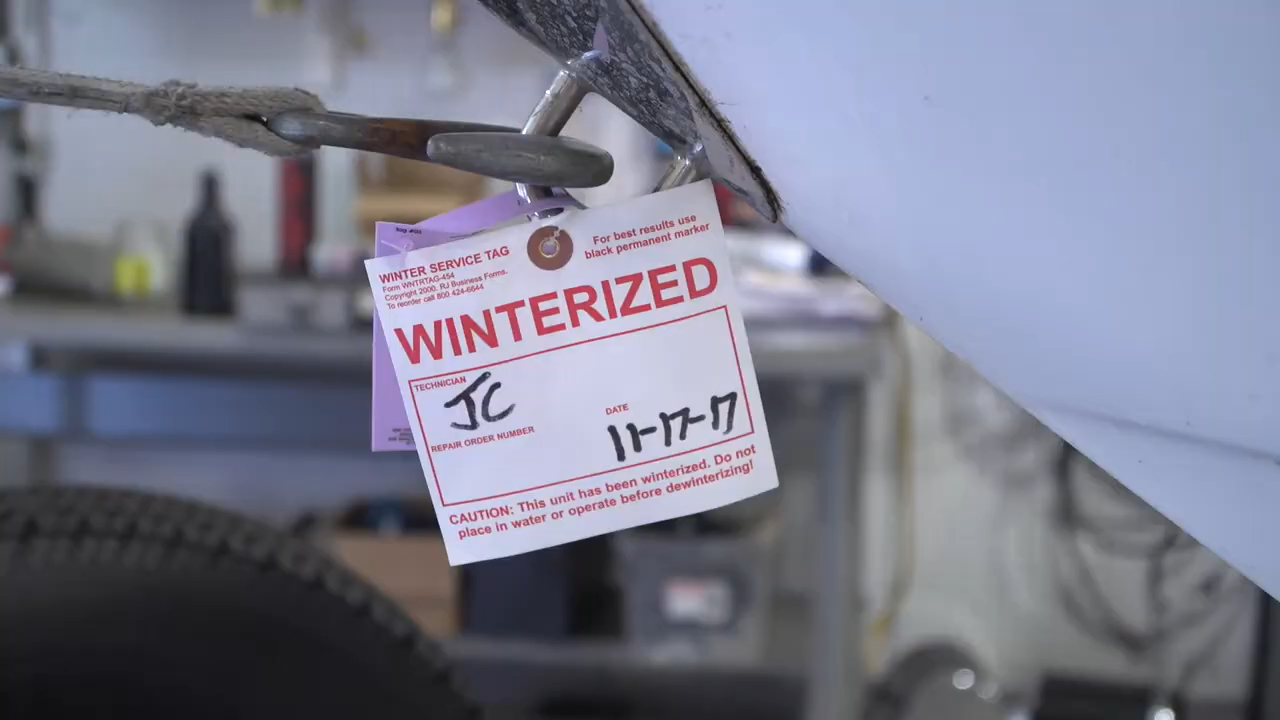 WINTER SERVICE TAG
Form WNTRTAG-454
Copyright 2000. RJ Business Forms.
To reorder call 800 424-6644
For best results use
black permanent marker
WINTERIZED
TECHNICIAN
JC
REPAIR ORDER NUMBER
DATE
11-17-17
CAUTION: This unit has been winterized. Do not
place in water or operate before dewinterizing!